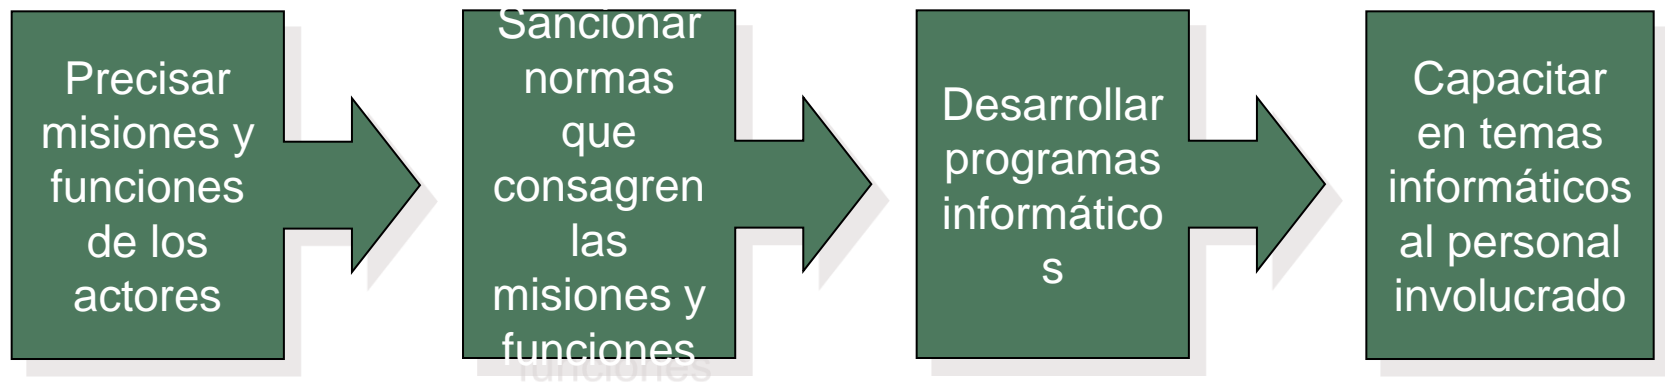 Precisar
misiones y
funciones
de los
actores
Sancionar
normas
que
consagren
las
misiones y
funciones
Desarrollar
programas
informático
s
Capacitar
en temas
informáticos
al personal
involucrado